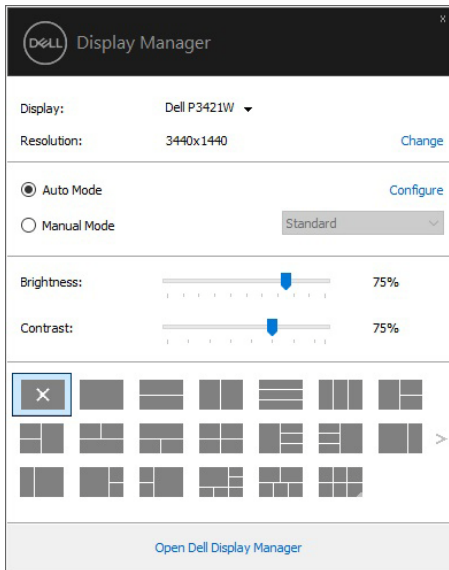 DELL Display Manager x
Display: Dell P3421W
Resolution: 3440x1440 Change
Auto Mode Configure
Manual Mode Standard
Brightness: 75%
Contrast: 75%
Open Dell Display Manager